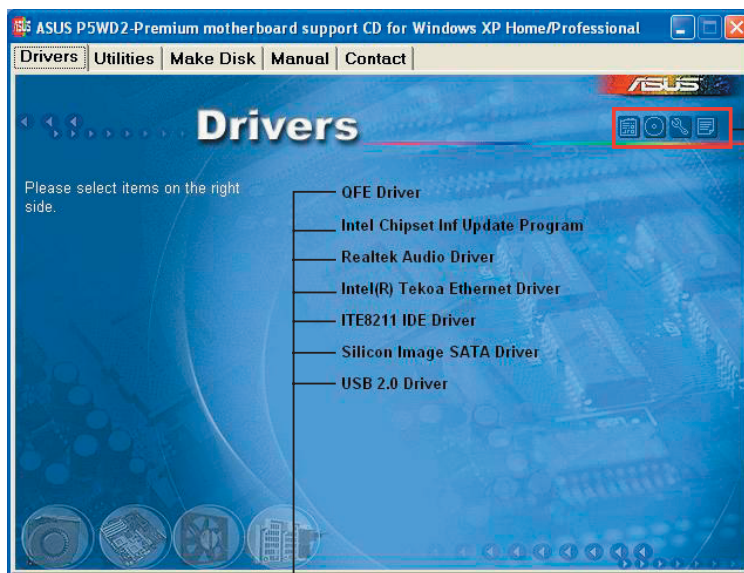 ASUS P5WD2-Premium motherboard support CD for Windows XP Home/Professional
Drivers Utilities Make Disk Manual Contact
ASUS
Drivers
Please select items on the right
side.
QFE Driver
Intel Chipset Inf Update Program
Realtek Audio Driver
Intel(R) Tekoa Ethernet Driver
ITE8211 IDE Driver
Silicon Image SATA Driver
USB 2.0 Driver